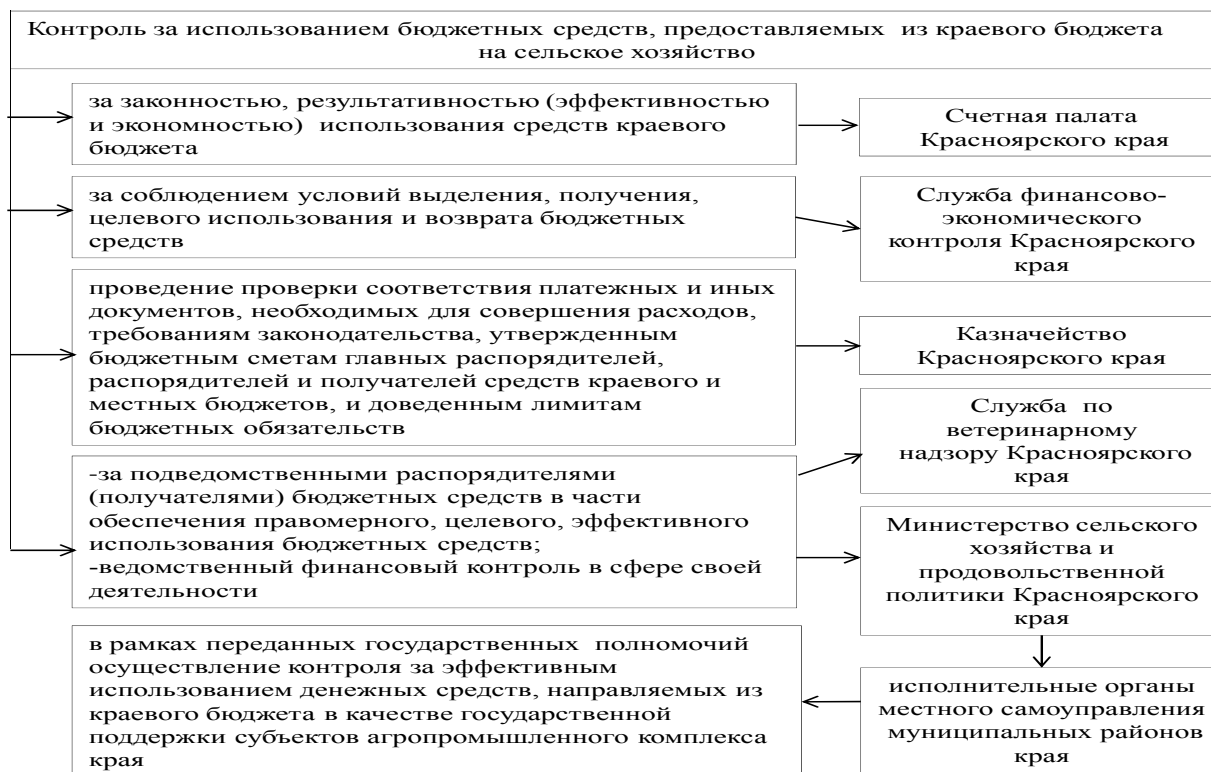 Контроль за использованием бюджетных средств, предоставляемых из краевого бюджета
на сельское хозяйство
за законностью, результативностью (эффективностью
и экономностью) использования средств краевого
бюджета
Счетная палата
Красноярского края
за соблюдением условий выделения, получения,
целевого использования и возврата бюджетных
средств
Служба финансово-
экономического
контроля Красноярского
края
проведение проверки соответствия платежных и иных
документов, необходимых для совершения расходов,
требованиям законодательства, утвержденным
бюджетным сметам главных распорядителей,
распорядителей и получателей средств краевого и
местных бюджетов, и доведенным лимитам
бюджетных обязательств
Казначейство
Красноярского края
Служба по
ветеринарному
надзору Красноярского
края
-за подведомственными распорядителями
(получателями) бюджетных средств в части
обеспечения правомерного, целевого, эффективного
использования бюджетных средств;
-ведомственный финансовый контроль в сфере своей
деятельности
Министерство сельского
хозяйства и
продовольственной
политики Красноярского
края
в рамках переданных государственных полномочий
осуществление контроля за эффективным
использованием денежных средств, направляемых из
краевого бюджета в качестве государственной
поддержки субъектов агропромышленного комплекса
края
исполнительные органы
местного самоуправления
муниципальных районов
края